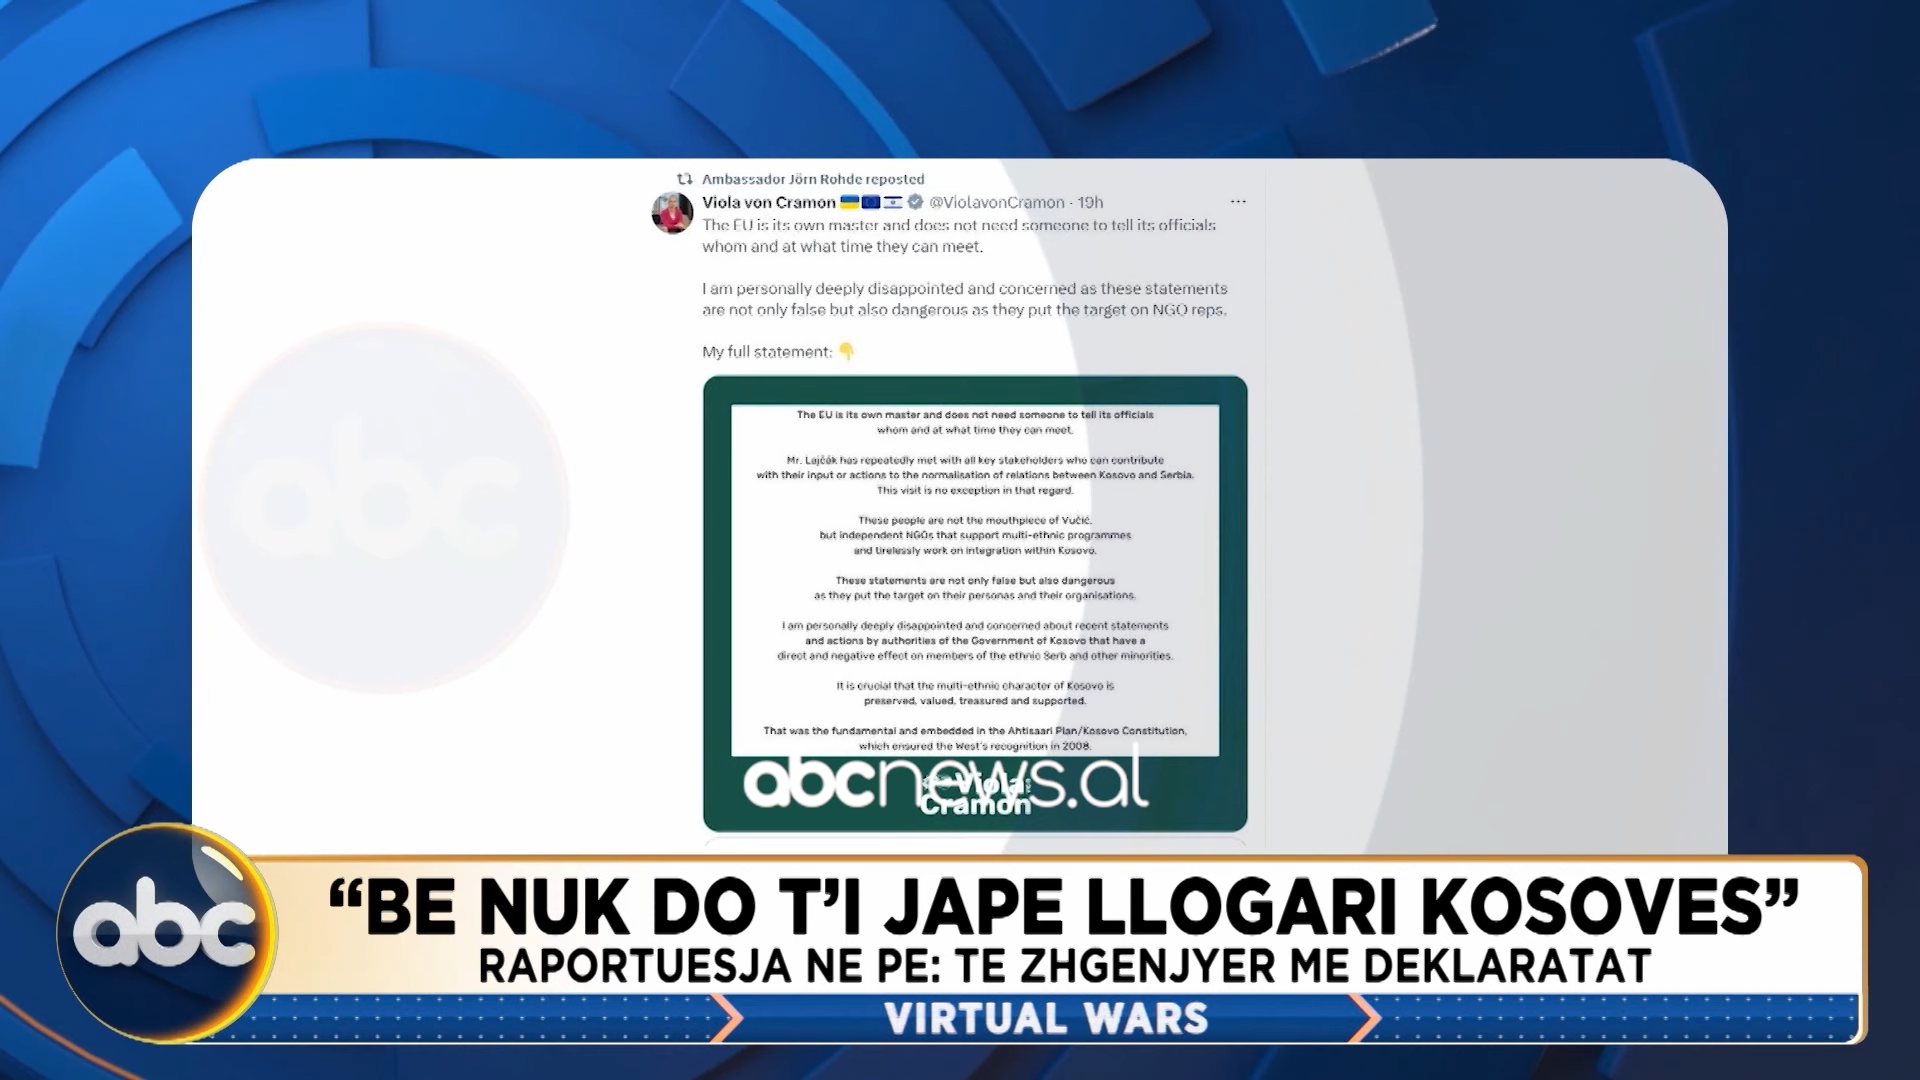 Ambassador Jörn Rohde reposted
Viola von Cramon @ViolavonCramon · 19h
The EU is its own master and does not need someone to tell its officials
whom and at what time they can meet.
I am personally deeply disappointed and concerned as these statements
are not only false but also dangerous as they put the target on NGO reps.
My full statement:
The EU is its own master and does not need someone to tell its officials
whom and at what time they can meet.
Mr. Lajčák has repeatedly met with all key stakeholders who can contribute
with their input or actions to the normalisation of relations between Kosovo and Serbia.
This visit is no exception in that regard.
These people are not the mouthpiece of Vučić,
but independent NGOs that support multi-ethnic programmes
and tirelessly work on integration within Kosovo.
These statements are not only false but also dangerous
as they put the target on their personas and their organisations.
I am personally deeply disappointed and concerned about recent statements
and actions by authorities of the Government of Kosovo that have a
direct and negative effect on members of the ethnic Serb and other minorities.
It is crucial that the multi-ethnic character of Kosovo is
preserved, valued, treasured and supported.
That was the fundamental and embedded in the Ahtisaari Plan/Kosovo Constitution,
which ensured the West's recognition in 2008.
abcnews.al
Viola von
Cramon
abc
abc
“BE NUK DO T’I JAPE LLOGARI KOSOVES”
RAPORTUESJA NE PE: TE ZHGENJYER ME DEKLARATAT
VIRTUAL WARS